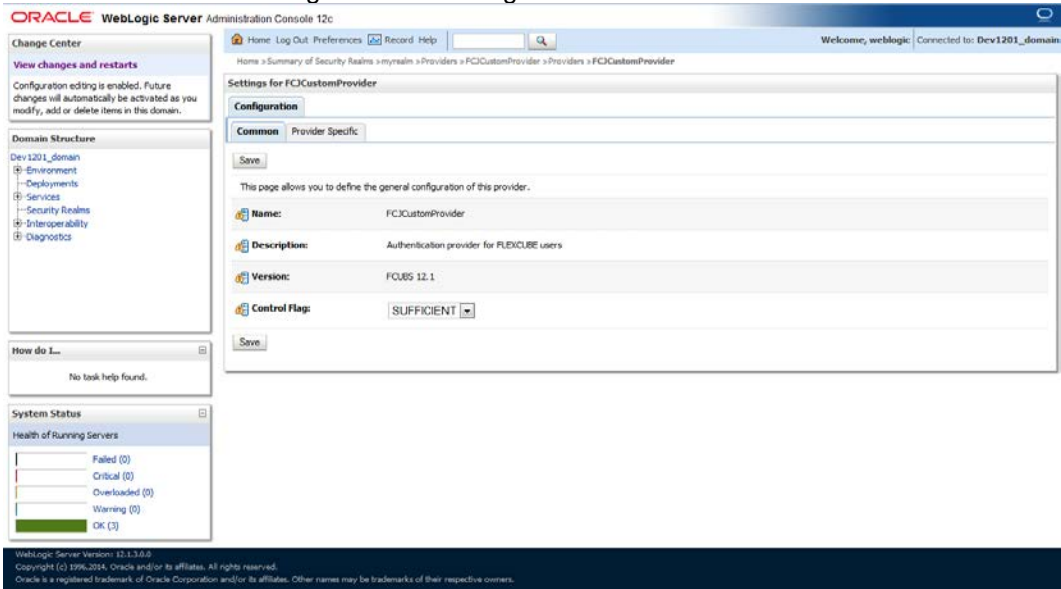 ORACLE WebLogic Server Administration Console 12c
Change Center
View changes and restarts
Configuration editing is enabled. Future
changes will automatically be activated as you
modify, add or delete items in this domain.
Domain Structure
Dev1201_domain
Environment
Deployments
Services
Security Realms
Interoperability
Diagnostics
How do I...
No task help found.
System Status
Health of Running Servers
Failed (0)
Critical (0)
Overloaded (0)
Warning (0)
OK (3)
Home Log Out Preferences Record Help
Welcome, weblogic Connected to: Dev1201_domain
Home >Summary of Security Realms >myrealm >Providers >FCJCustomProvider >Providers >FCJCustomProvider
Settings for FCJCustomProvider
Configuration
Common Provider Specific
Save
This page allows you to define the general configuration of this provider.
Name: FCJCustomProvider
Description: Authentication provider for FLEXCUBE users
Version: FCUBS 12.1
Control Flag: SUFFICIENT
Save
WebLogic Server Version: 12.1.3.0.0
Copyright (c) 1996,2014, Oracle and/or its affiliates. All rights reserved.
Oracle is a registered trademark of Oracle Corporation and/or its affiliates. Other names may be trademarks of their respective owners.